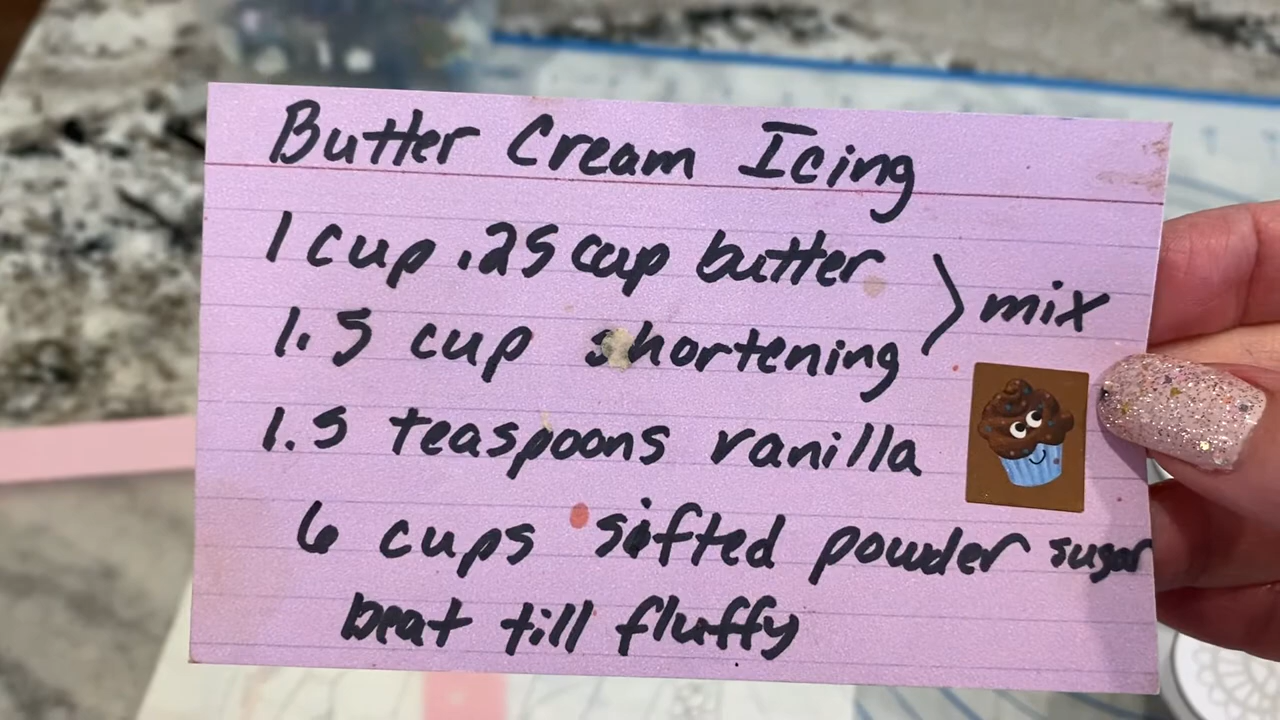 Butter Cream Icing
1 cup .25 cup butter
1.5 cup shortening
> mix
1.5 teaspoons vanilla
6 cups sifted powder sugar
beat till fluffy